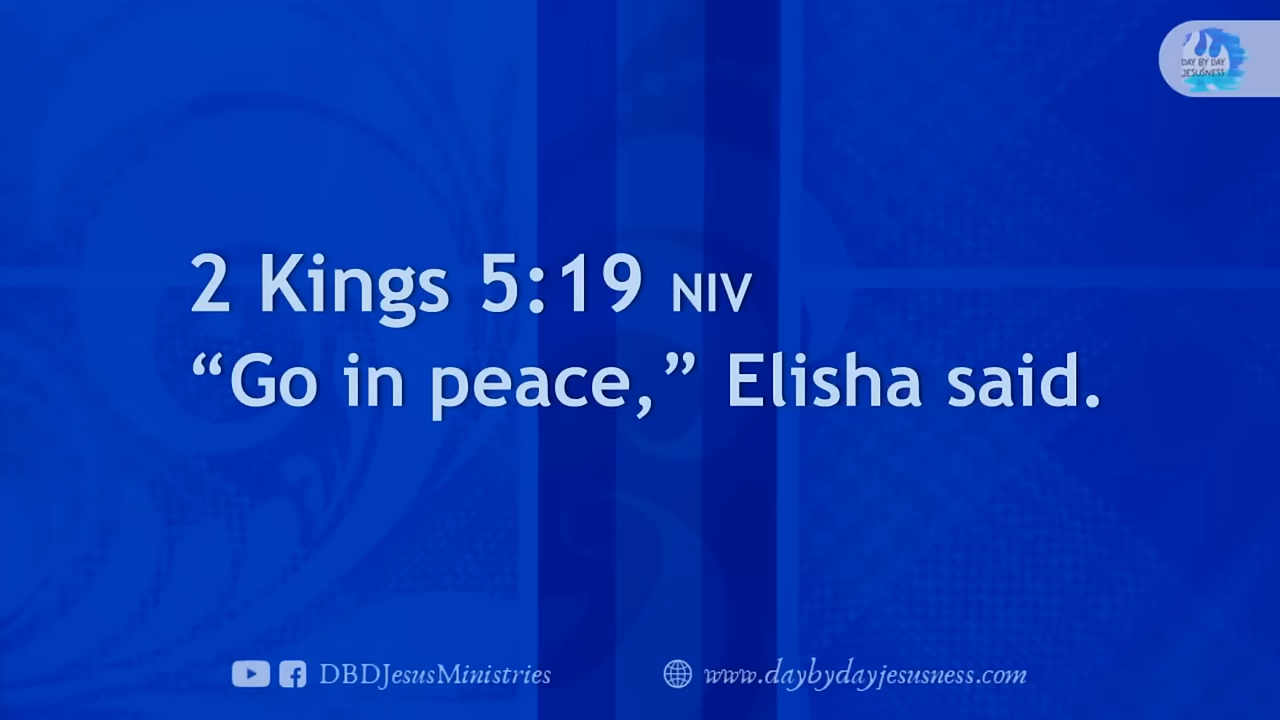 DAY BY DAY
JESUSNESS
2 Kings 5:19 NIV
“Go in peace,” Elisha said.
DBDJesusMinistries
www.daybydayjesusness.com